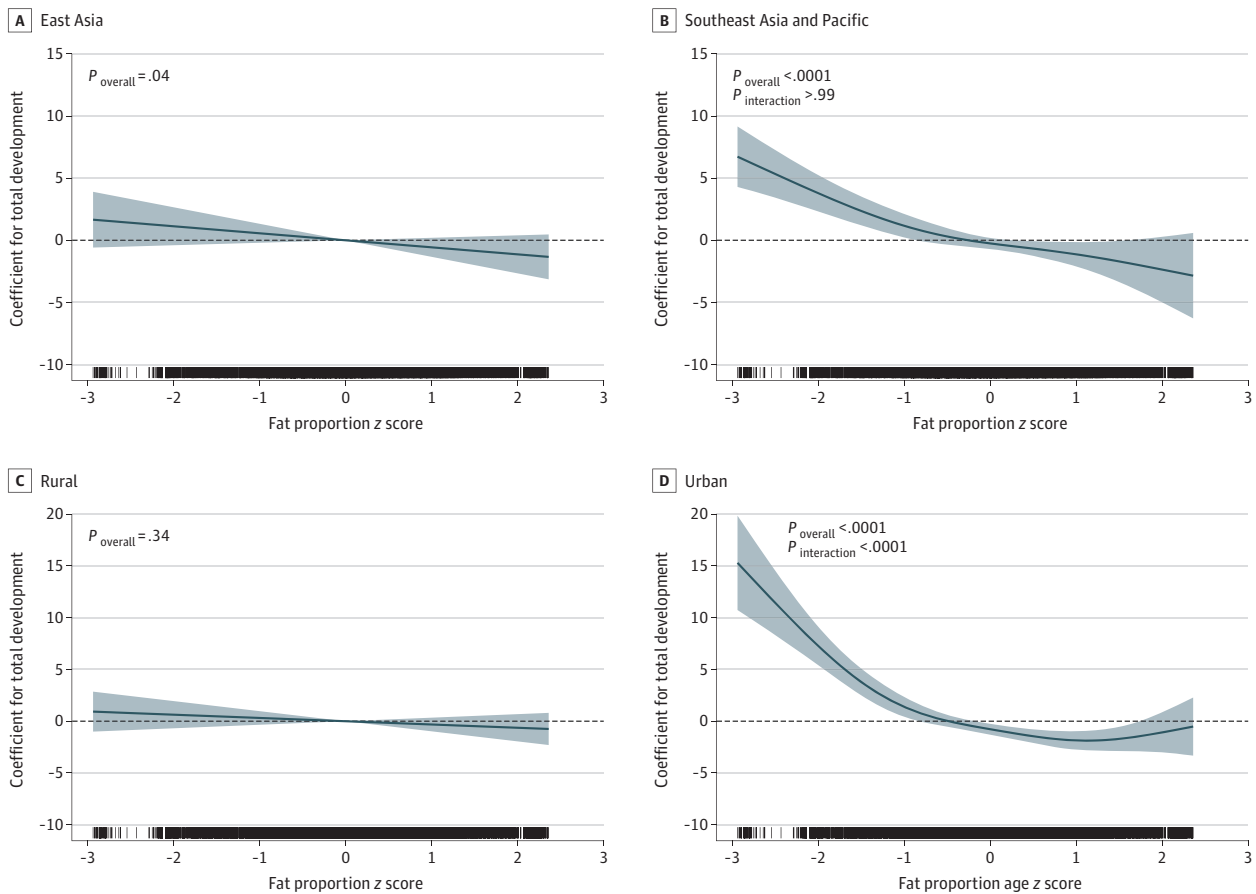 A East Asia
Coefficient for total development
15
10
5
0
-5
-10
P overall = .04
-3 -2 -1 0 1 2 3
Fat proportion z score
B Southeast Asia and Pacific
Coefficient for total development
15
10
5
0
-5
-10
P overall <.0001
P interaction >.99
-3 -2 -1 0 1 2 3
Fat proportion z score
C Rural
Coefficient for total development
20
15
10
5
0
-5
-10
P overall = .34
-3 -2 -1 0 1 2 3
Fat proportion z score
D Urban
Coefficient for total development
20
15
10
5
0
-5
-10
P overall <.0001
P interaction <.0001
-3 -2 -1 0 1 2 3
Fat proportion age z score